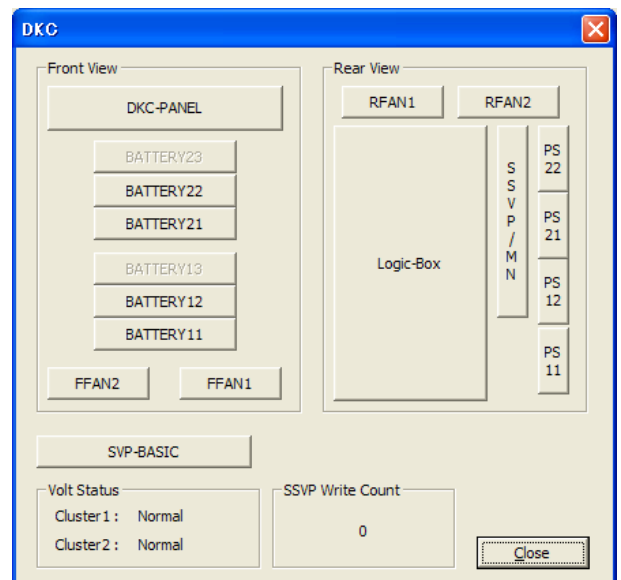 DKC
Front View
DKC-PANEL
BATTERY23
BATTERY22
BATTERY21
BATTERY13
BATTERY12
BATTERY11
FFAN2
FFAN1
Rear View
RFAN1
RFAN2
Logic-Box
S
S
V
P
/
M
N
PS
22
PS
21
PS
12
PS
11
SVP-BASIC
Volt Status
Cluster1 : Normal
Cluster2 : Normal
SSVP Write Count
0
Close